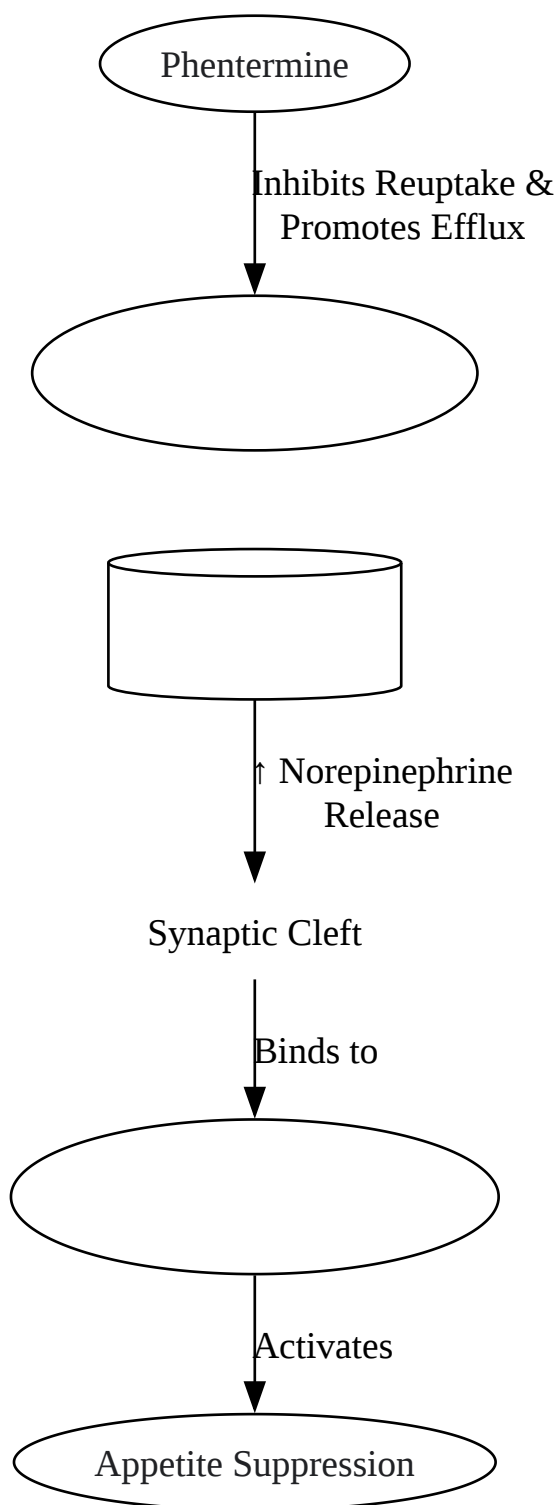 Phentermine
Inhibits Reuptake &
Promotes Efflux
↑ Norepinephrine
Release
Synaptic Cleft
Binds to
Activates
Appetite Suppression